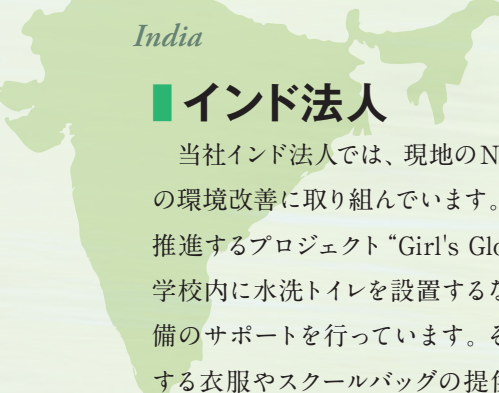 India
インド法人
当社インド法人では、現地のN
の環境改善に取り組んでいます。
推進するプロジェクト“Girl's Glo
学校内に水洗トイレを設置するな
備のサポートを行っています。そ
する衣服やスクールバッグの提供